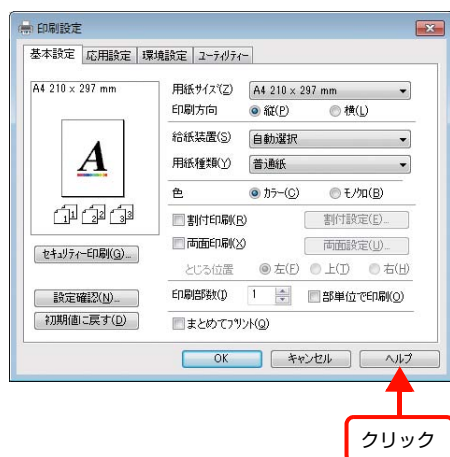 印刷設定
基本設定 応用設定 環境設定 ユーティリティー
A4 210 x 297 mm
A
1 1 2 2 3 3
セキュリティー印刷(G)...
設定確認(N)...
初期値に戻す(D)
用紙サイズ(Z) A4 210 x 297 mm
印刷方向 縦(P) 横(L)
給紙装置(S) 自動選択
用紙種類(Y) 普通紙
色 カラー(C) モノクロ(B)
割付印刷(R) 割付設定(E)...
両面印刷(X) 両面設定(U)...
とじる位置 左(F) 上(T) 右(H)
印刷部数(I) 1 部単位で印刷(O)
まとめてプリント(Q)
OK キャンセル ヘルプ
クリック